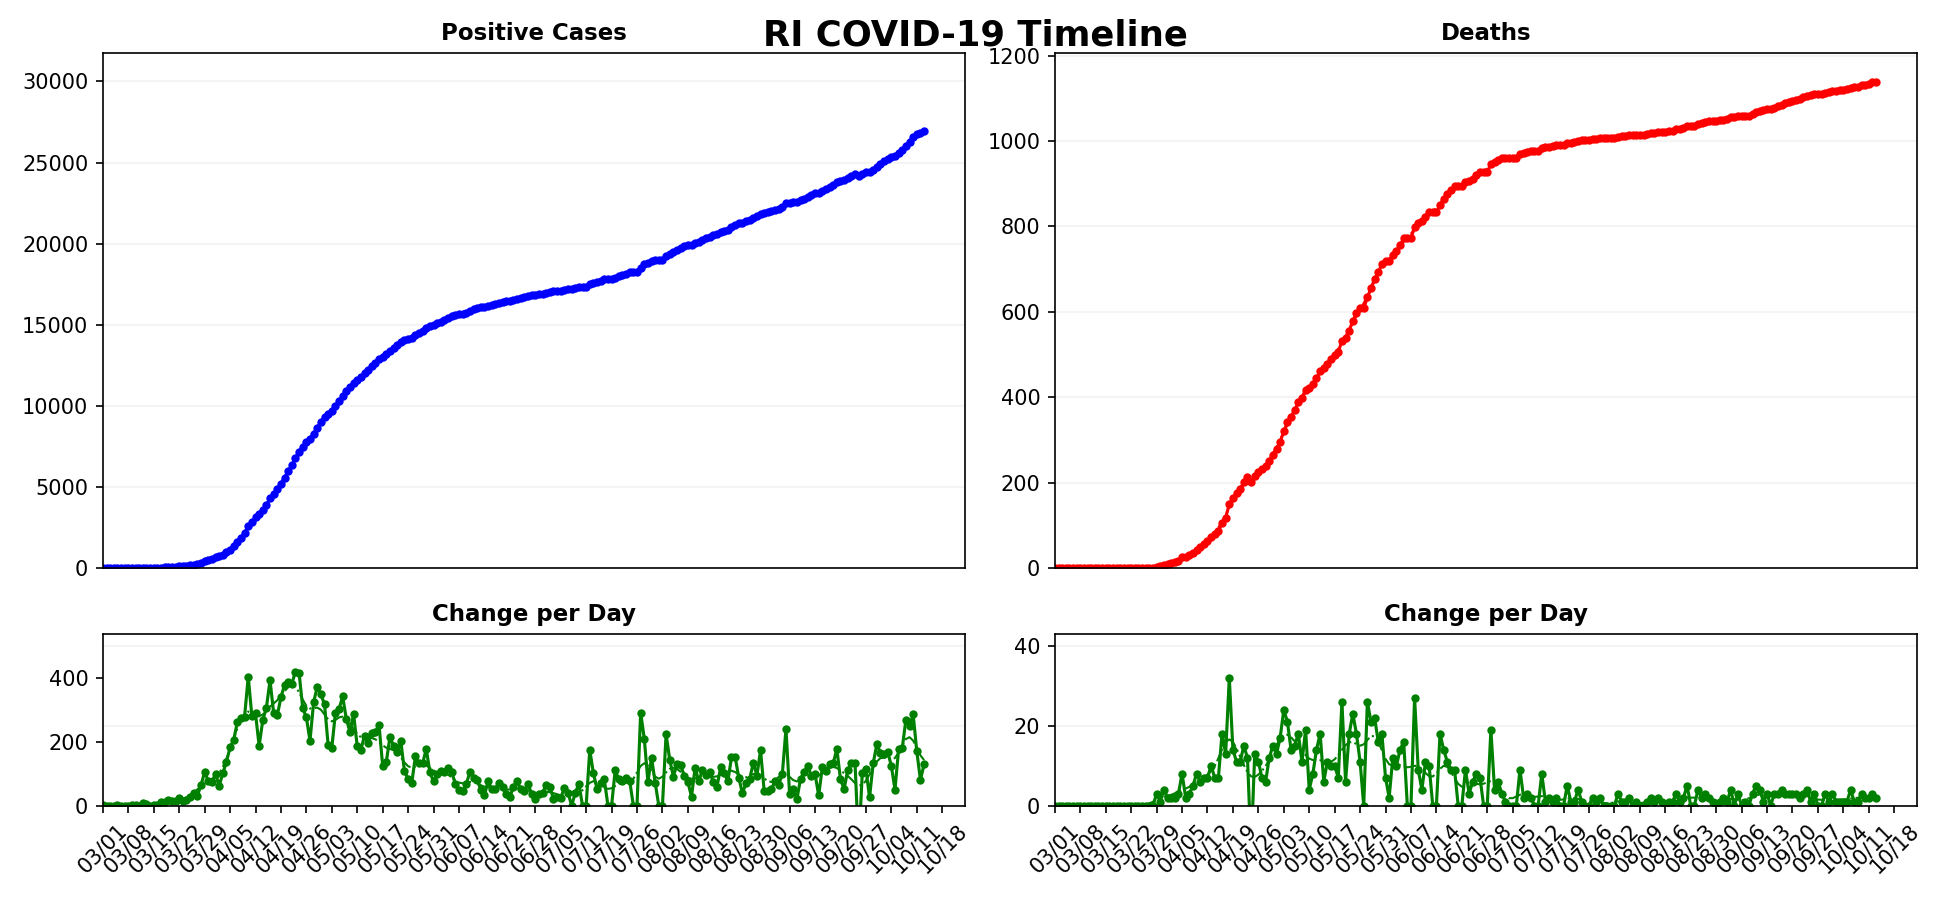 RI COVID-19 Timeline
Positive Cases
30000
25000
20000
15000
10000
5000
0
Deaths
1200
1000
800
600
400
200
0
Change per Day
400
200
0
03/01 03/08 03/15 03/22 03/29 04/05 04/12 04/19 04/26 05/03 05/10 05/17 05/24 05/31 06/07 06/14 06/21 06/28 07/05 07/12 07/19 07/26 08/02 08/09 08/16 08/23 08/30 09/06 09/13 09/20 09/27 10/04 10/11 10/18
Change per Day
40
20
0
03/01 03/08 03/15 03/22 03/29 04/05 04/12 04/19 04/26 05/03 05/10 05/17 05/24 05/31 06/07 06/14 06/21 06/28 07/05 07/12 07/19 07/26 08/02 08/09 08/16 08/23 08/30 09/06 09/13 09/20 09/27 10/04 10/11 10/18